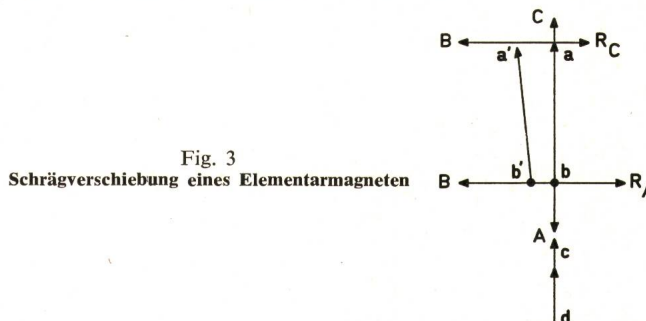 C
B a' a R_C
Fig. 3
Schrägverschiebung eines Elementarmagneten
B b' b
A
c
d